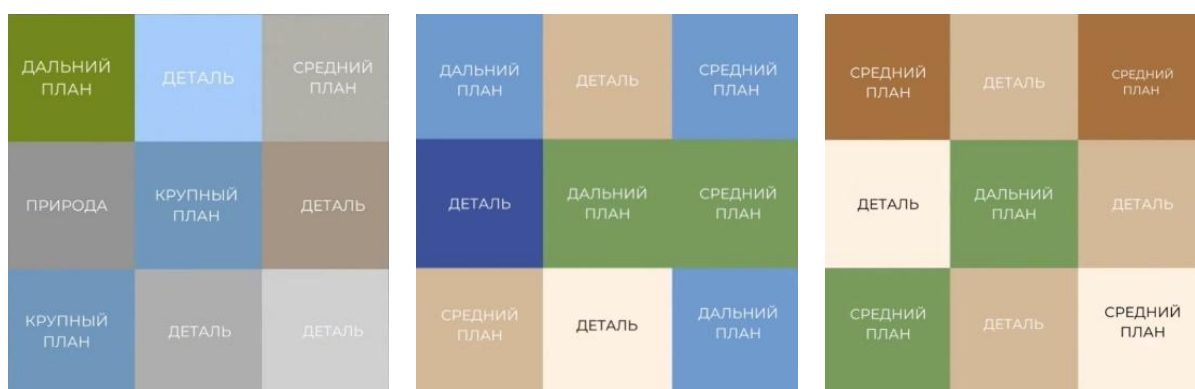 ДАЛЬНИЙ
ПЛАН
ДЕТАЛЬ
СРЕДНИЙ
ПЛАН
ПРИРОДА
КРУПНЫЙ
ПЛАН
ДЕТАЛЬ
КРУПНЫЙ
ПЛАН
ДЕТАЛЬ
ДЕТАЛЬ
ДАЛЬНИЙ
ПЛАН
ДЕТАЛЬ
СРЕДНИЙ
ПЛАН
ДЕТАЛЬ
ДАЛЬНИЙ
ПЛАН
СРЕДНИЙ
ПЛАН
СРЕДНИЙ
ПЛАН
ДЕТАЛЬ
ДАЛЬНИЙ
ПЛАН
СРЕДНИЙ
ПЛАН
ДЕТАЛЬ
СРЕДНИЙ
ПЛАН
ДЕТАЛЬ
ДАЛЬНИЙ
ПЛАН
ДЕТАЛЬ
СРЕДНИЙ
ПЛАН
ДЕТАЛЬ
СРЕДНИЙ
ПЛАН